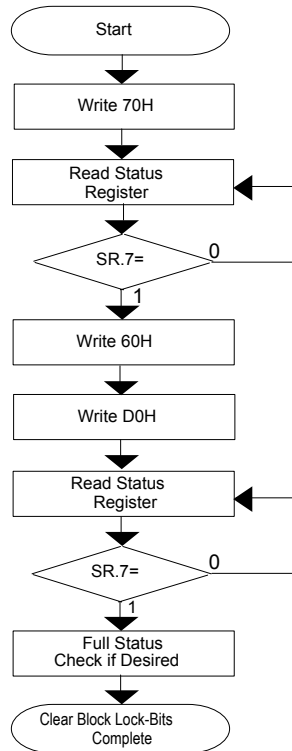 Start
Write 70H
Read Status
Register
SR.7=
0
1
Write 60H
Write D0H
Read Status
Register
SR.7=
0
1
Full Status
Check if Desired
Clear Block Lock-Bits
Complete